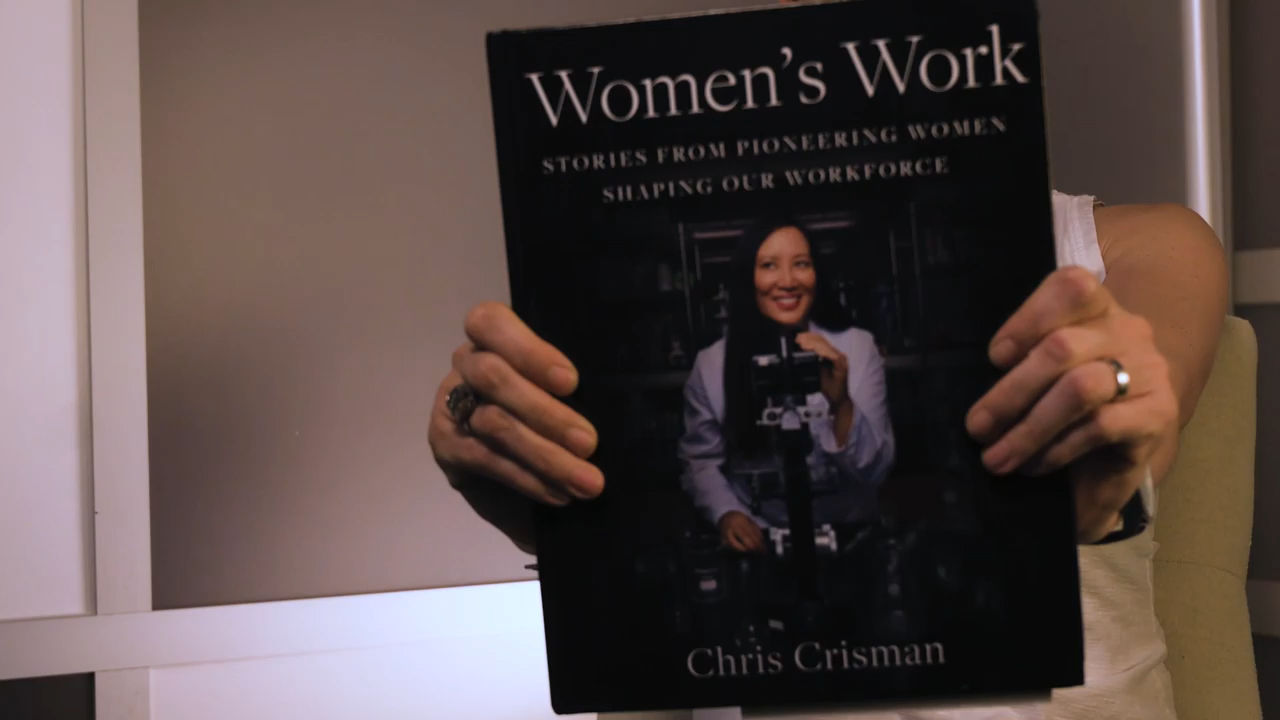 Women's Work
STORIES FROM PIONEERING WOMEN
SHAPING OUR WORKFORCE
Chris Crisman